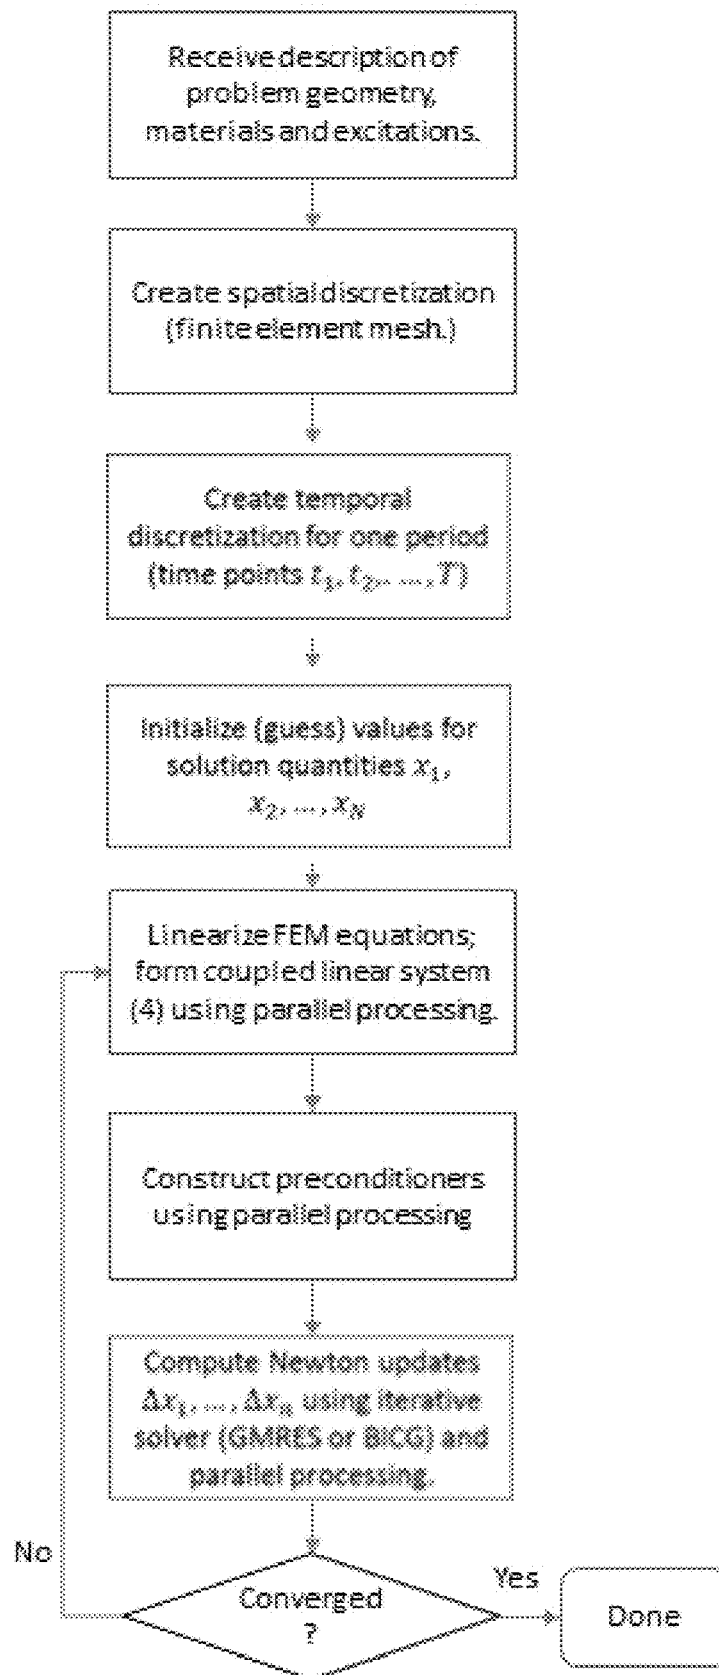 Receive description of
problem geometry,
materials and excitations.
Create spatial discretization
(finite element mesh.)
Create temporal
discretization for one period
(time points t₁, t₂, ..., T)
Initialize (guess) values for
solution quantities x₁,
x₂, ..., x_N
Linearize FEM equations;
form coupled linear system
(4) using parallel processing.
Construct preconditioners
using parallel processing
Compute Newton updates
Δx₁, ..., Δxₙ using iterative
solver (GMRES or BICG) and
parallel processing.
No
Converged
?
Yes
Done